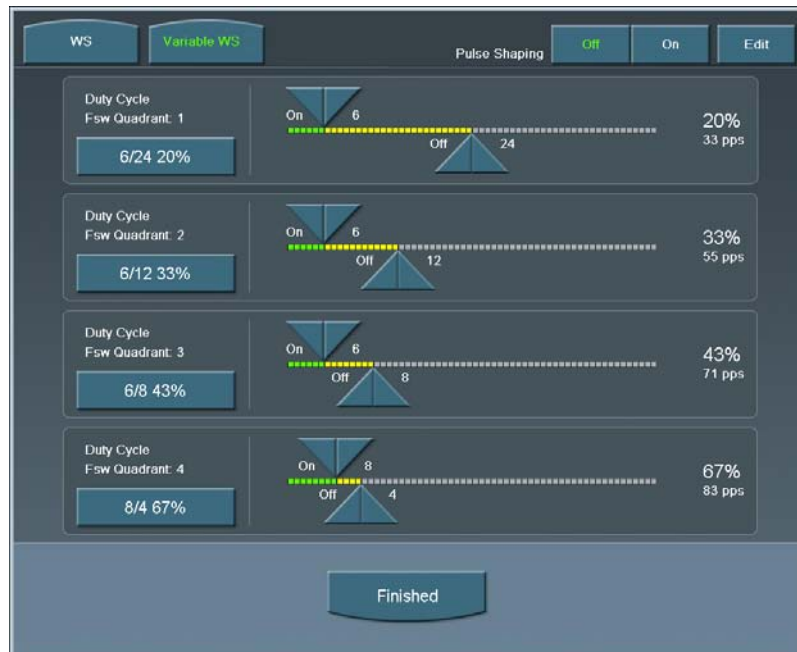 WS
Variable WS
Pulse Shaping
Off
On
Edit
Duty Cycle
Fsw Quadrant: 1
6/24 20%
On
6
Off
24
20%
33 pps
Duty Cycle
Fsw Quadrant: 2
6/12 33%
On
6
Off
12
33%
55 pps
Duty Cycle
Fsw Quadrant: 3
6/8 43%
On
6
Off
8
43%
71 pps
Duty Cycle
Fsw Quadrant: 4
8/4 67%
On
8
Off
4
67%
83 pps
Finished